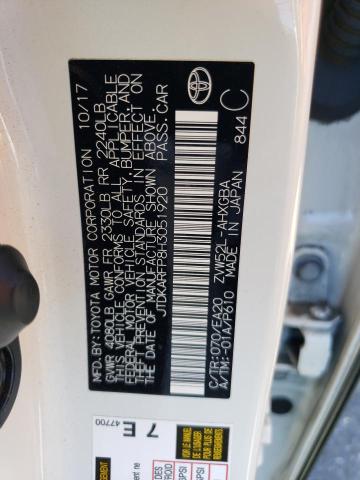 MFD.BY: TOYOTA MOTOR CORPORATION 10/17
GVWR 4080LB GAWR FR 2330LB RR 2240LB
THIS VEHICLE CONFORMS TO ALL APPLICABLE
FEDERAL MOTOR VEHICLE SAFETY, BUMPER, AND
THEFT PREVENTION STANDARDS IN EFFECT ON
THE DATE OF MANUFACTURE SHOWN ABOVE.
JTDKARFP8H3051920 PASS.CAR
C/TR:070/EA20 ZVW52L-AHXGBA
A/TM:-01A/P610 MADE IN JAPAN
844
C
7 E
47700